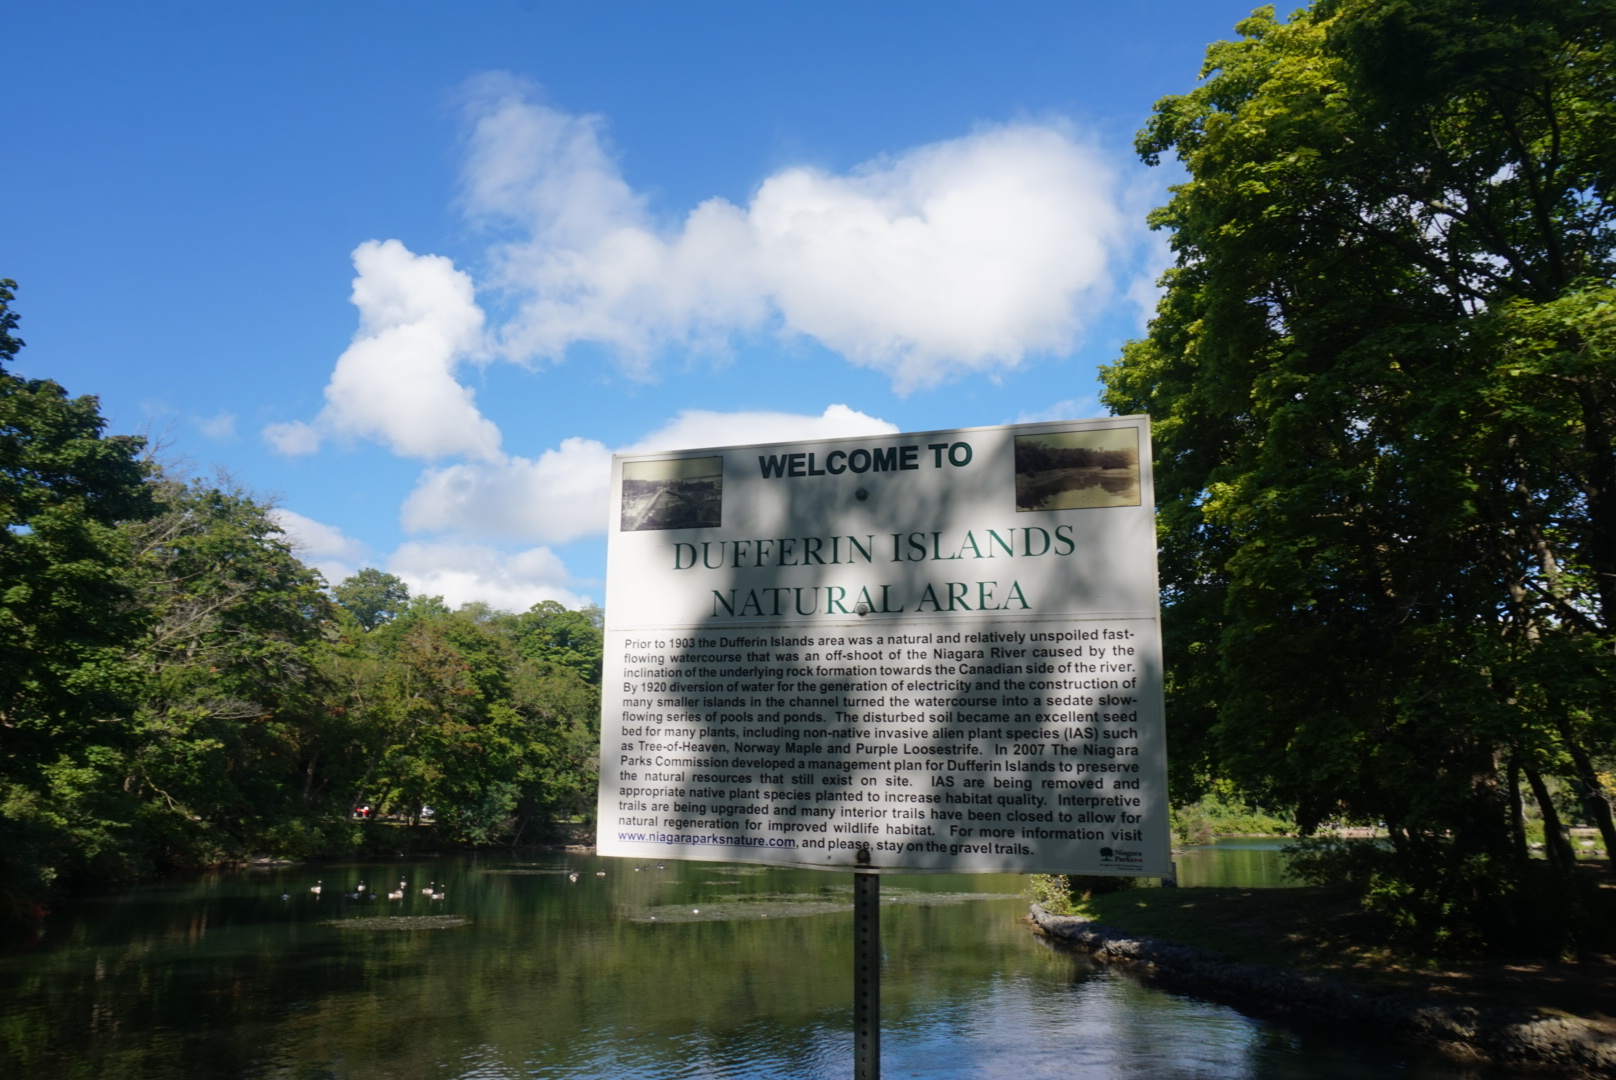 WELCOME TO
DUFFERIN ISLANDS
NATURAL AREA
Prior to 1903 the Dufferin Islands area was a natural and relatively unspoiled fast-
flowing watercourse that was an off-shoot of the Niagara River caused by the
inclination of the underlying rock formation towards the Canadian side of the river.
By 1920 diversion of water for the generation of electricity and the construction of
many smaller islands in the channel turned the watercourse into a sedate slow-
flowing series of pools and ponds. The disturbed soil became an excellent seed
bed for many plants, including non-native invasive alien plant species (IAS) such
as Tree-of-Heaven, Norway Maple and Purple Loosestrife. In 2007 The Niagara
Parks Commission developed a management plan for Dufferin Islands to preserve
the natural resources that still exist on site. IAS are being removed and
appropriate native plant species planted to increase habitat quality. Interpretive
trails are being upgraded and many interior trails have been closed to allow for
natural regeneration for improved wildlife habitat. For more information visit
www.niagaraparksnature.com, and please, stay on the gravel trails.
Niagara
Parks